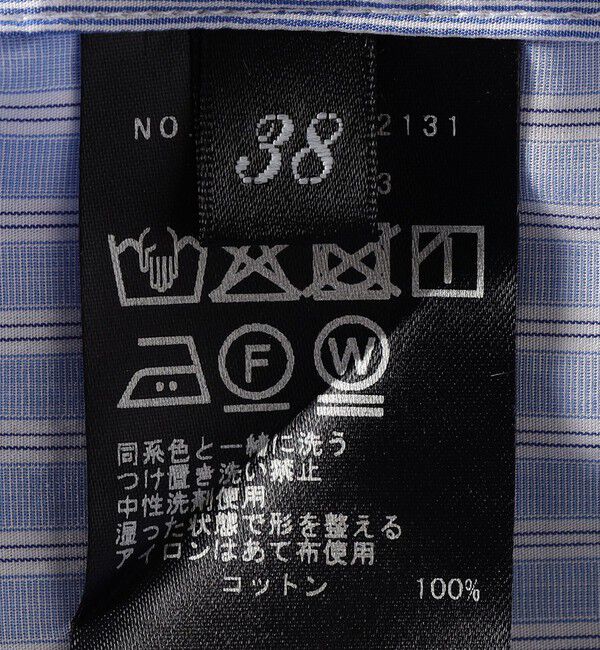 NO. 2131
38
3
F W
同系色と一緒に洗う
つけ置き洗い禁止
中性洗剤使用
湿った状態で形を整える
アイロンはあて布使用
コットン 100%